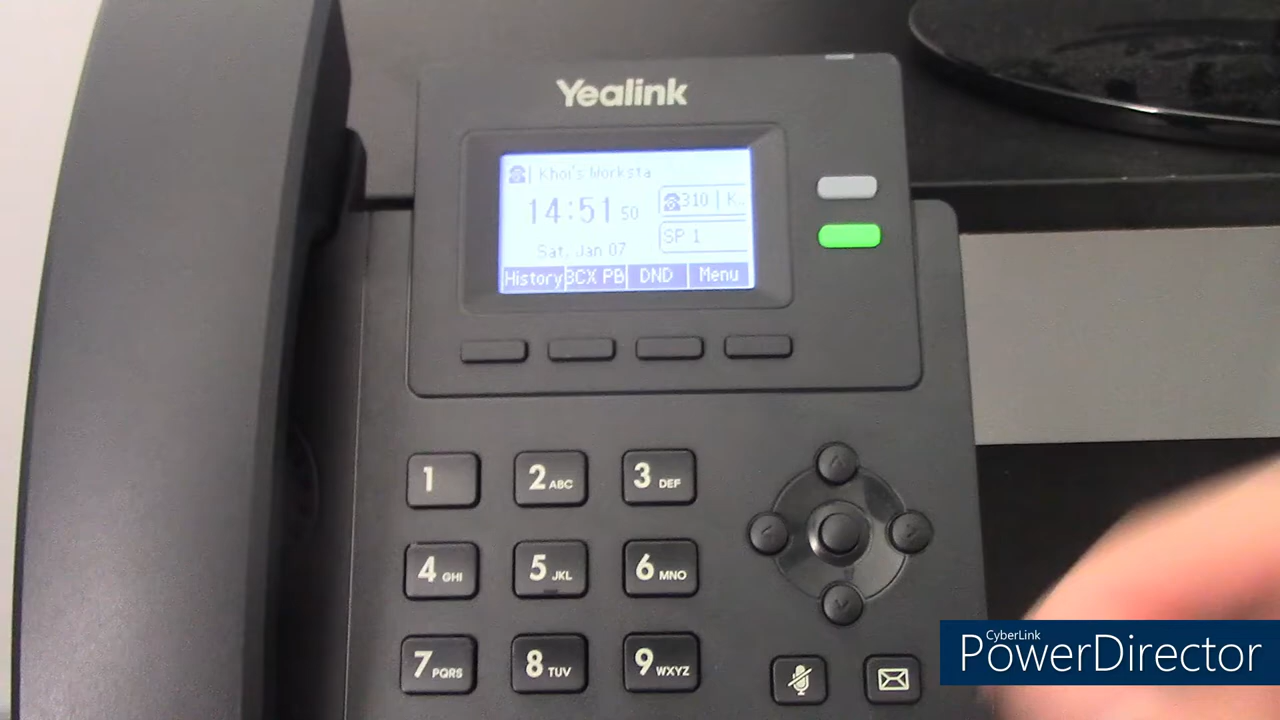 Yealink
Khoi's Worksta
14:51 50
310 | K..
Sat, Jan 07
SP 1
History 3CX PB DND Menu
1 2 ABC 3 DEF
4 GHI 5 JKL 6 MNO
7 PQRS 8 TUV 9 WXYZ
CyberLink
PowerDirector